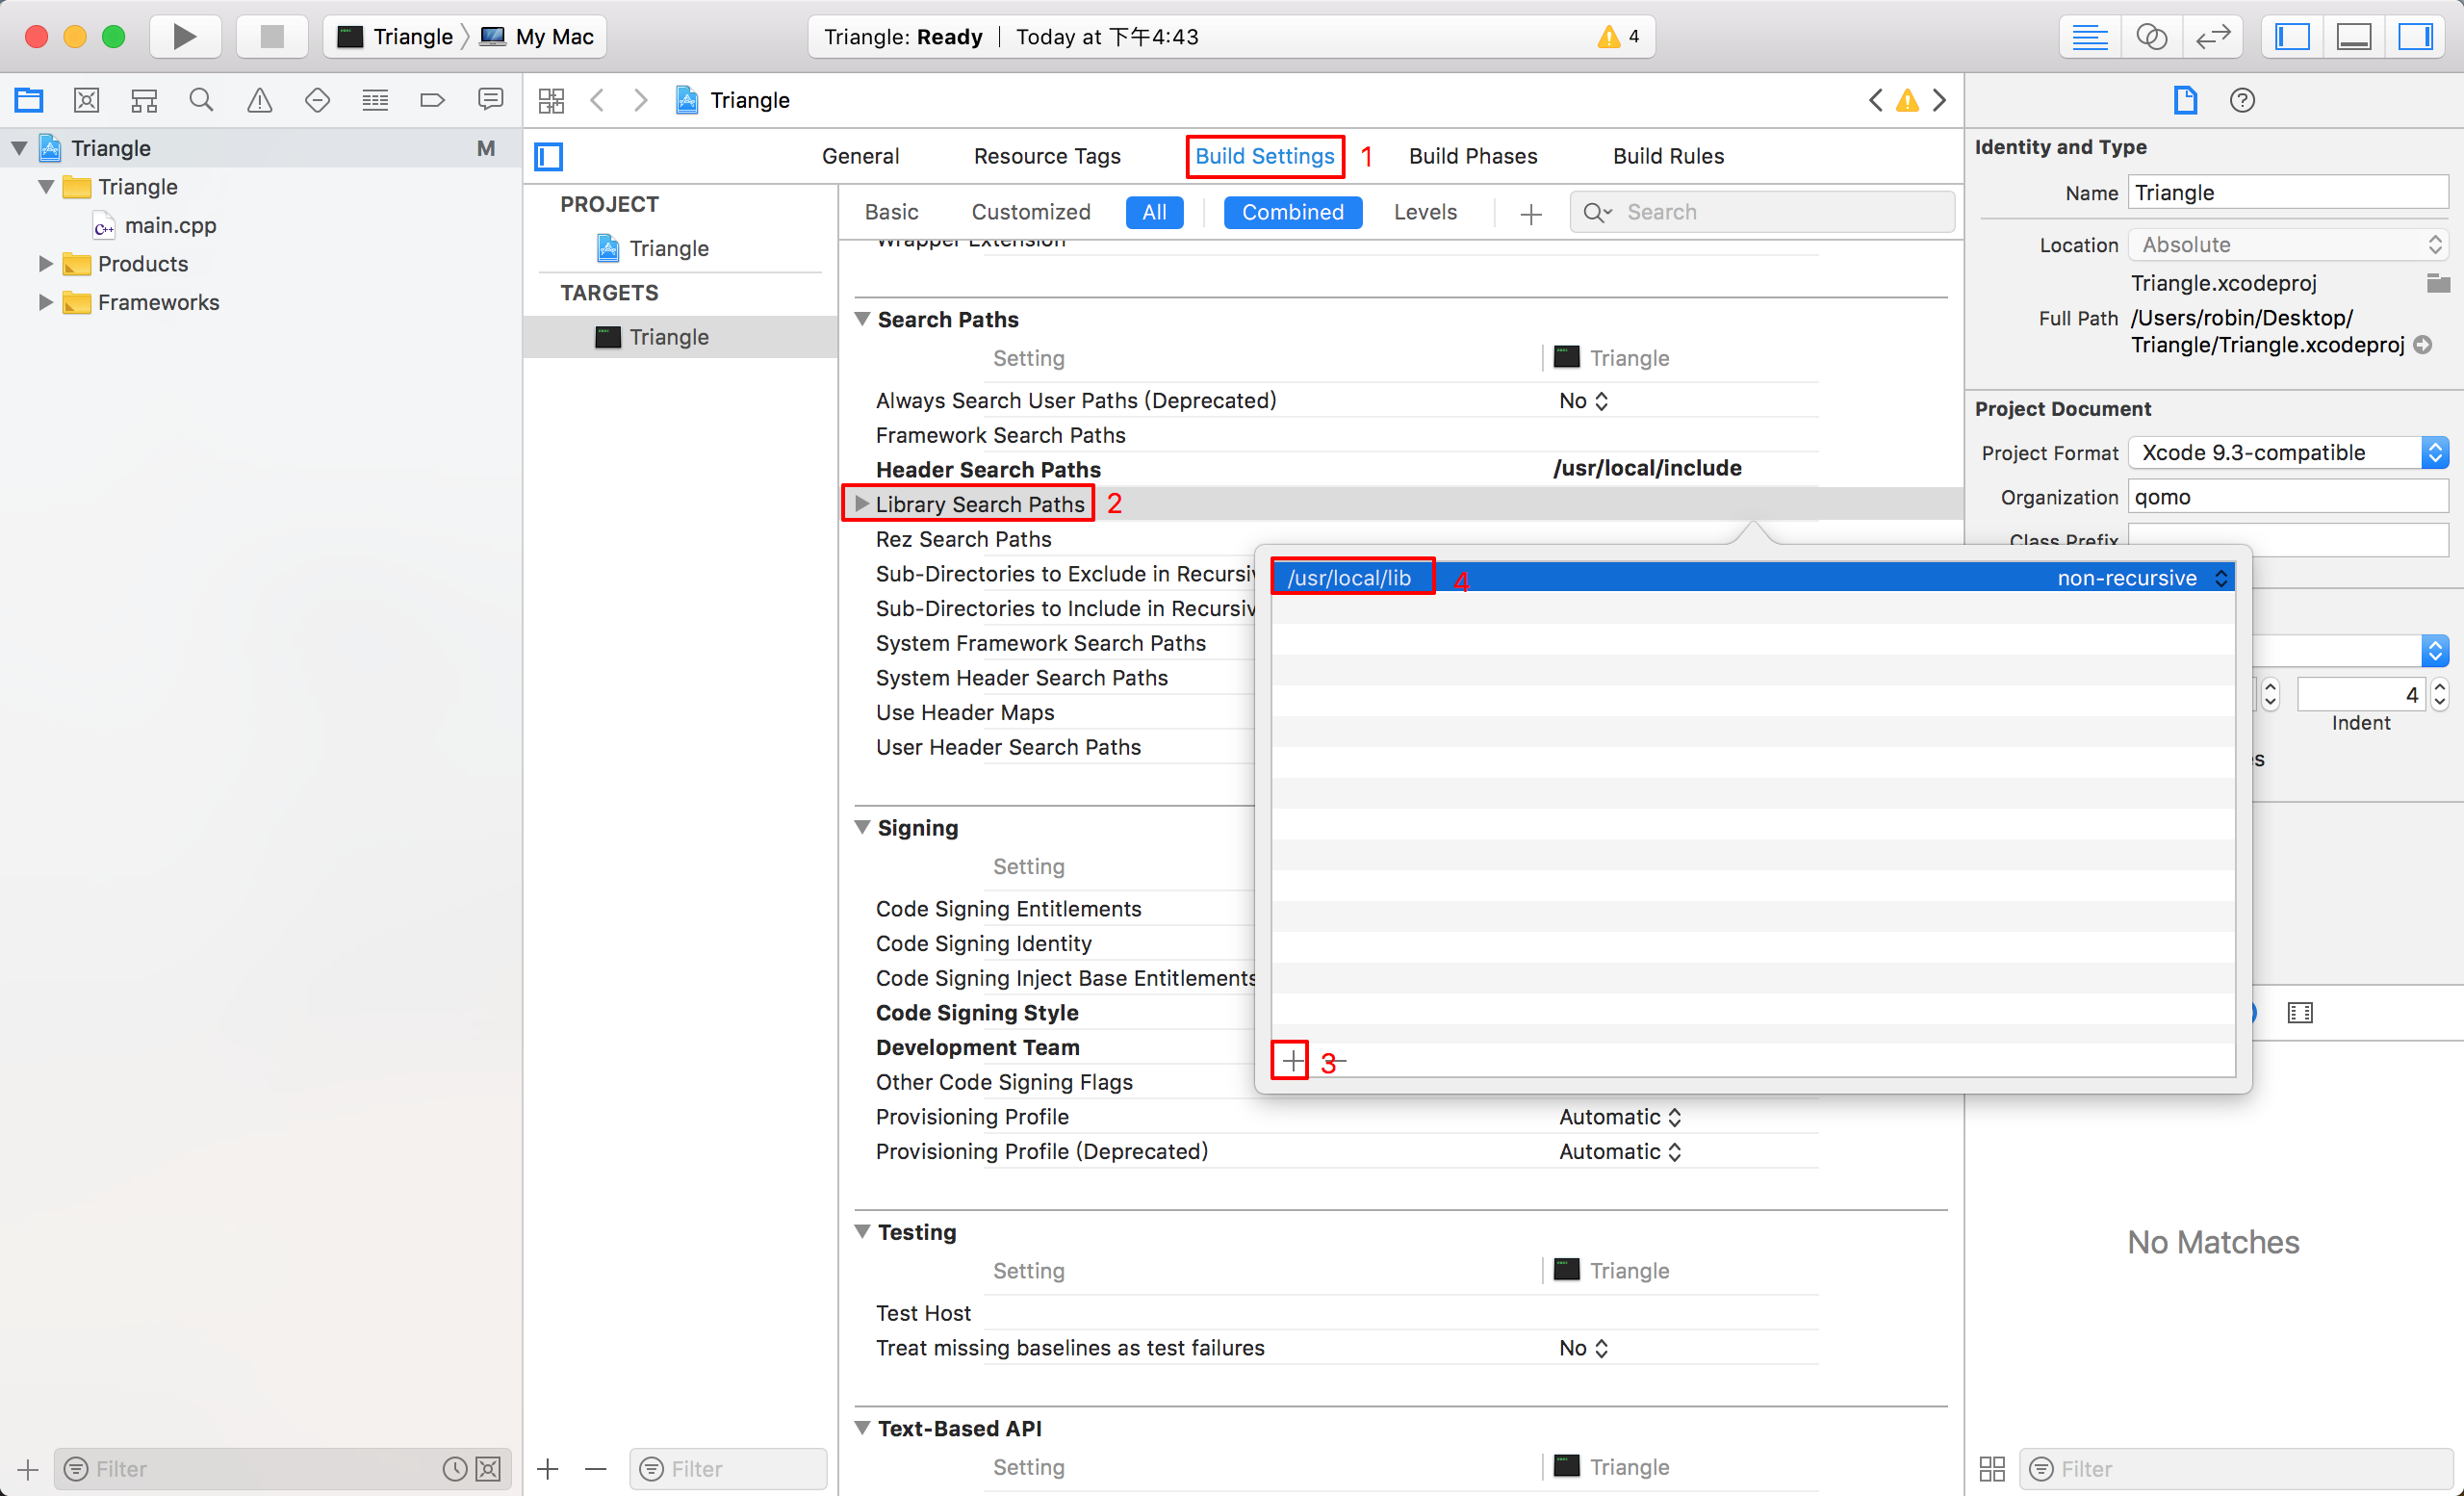 Triangle My Mac
Triangle: Ready | Today at 下午4:43
4
Triangle
Triangle M
Triangle
main.cpp
Products
Frameworks
Filter
General Resource Tags Build Settings 1 Build Phases Build Rules
PROJECT
Triangle
TARGETS
Triangle
Filter
Basic Customized All Combined Levels Search
Wrapper Extension
Search Paths
Setting Triangle
Always Search User Paths (Deprecated) No
Framework Search Paths
Header Search Paths /usr/local/include
Library Search Paths 2
Rez Search Paths
Sub-Directories to Exclude in Recursiv
Sub-Directories to Include in Recursiv
System Framework Search Paths
System Header Search Paths
Use Header Maps
User Header Search Paths
/usr/local/lib 4 non-recursive
3
Signing
Setting
Code Signing Entitlements
Code Signing Identity
Code Signing Inject Base Entitlements
Code Signing Style
Development Team
Other Code Signing Flags
Provisioning Profile Automatic
Provisioning Profile (Deprecated) Automatic
Testing
Setting Triangle
Test Host
Treat missing baselines as test failures No
Text-Based API
Setting Triangle
Identity and Type
Name Triangle
Location Absolute
Triangle.xcodeproj
Full Path /Users/robin/Desktop/
Triangle/Triangle.xcodeproj
Project Document
Project Format Xcode 9.3-compatible
Organization qomo
Class Prefix
4
Indent
s
No Matches
Filter